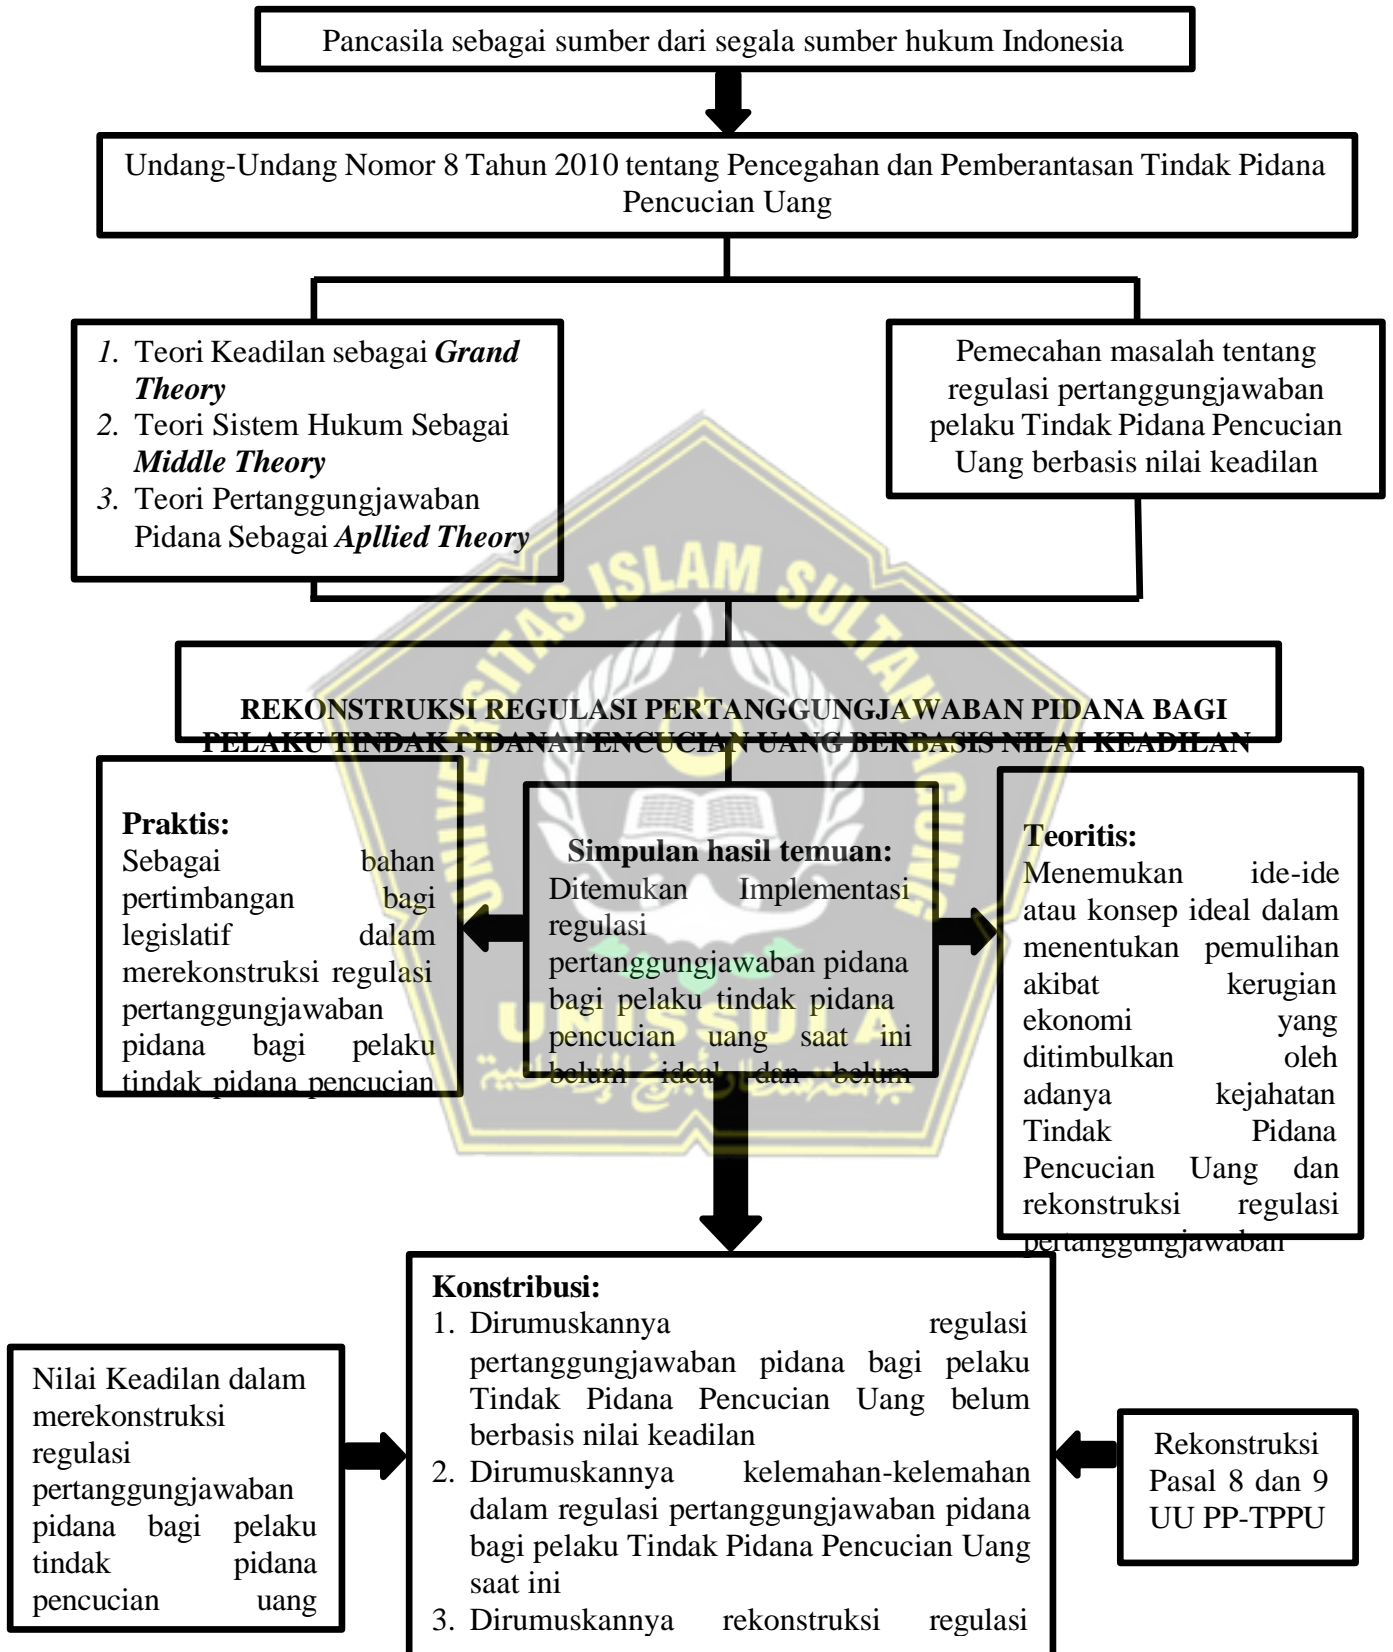 Pancasila sebagai sumber dari segala sumber hukum Indonesia
Undang-Undang Nomor 8 Tahun 2010 tentang Pencegahan dan Pemberantasan Tindak Pidana
Pencucian Uang
1. Teori Keadilan sebagai Grand
Theory
2. Teori Sistem Hukum Sebagai
Middle Theory
3. Teori Pertanggungjawaban
Pidana Sebagai Apllied Theory
Pemecahan masalah tentang
regulasi pertanggungjawaban
pelaku Tindak Pidana Pencucian
Uang berbasis nilai keadilan
REKONSTRUKSI REGULASI PERTANGGUNGJAWABAN PIDANA BAGI
PELAKU TINDAK PIDANA PENCUCIAN UANG BERBASIS NILAI KEADILAN
Praktis:
Sebagai bahan
pertimbangan bagi
legislatif dalam
merekonstruksi regulasi
pertanggungjawaban
pidana bagi pelaku
tindak pidana pencucian
Simpulan hasil temuan:
Ditemukan Implementasi
regulasi
pertanggungjawaban pidana
bagi pelaku tindak pidana
pencucian uang saat ini
belum ideal dan belum
Teoritis:
Menemukan ide-ide
atau konsep ideal dalam
menentukan pemulihan
akibat kerugian
ekonomi yang
ditimbulkan oleh
adanya kejahatan
Tindak Pidana
Pencucian Uang dan
rekonstruksi regulasi
pertanggungjawaban
Konstribusi:
1. Dirumuskannya regulasi
pertanggungjawaban pidana bagi pelaku
Tindak Pidana Pencucian Uang belum
berbasis nilai keadilan
2. Dirumuskannya kelemahan-kelemahan
dalam regulasi pertanggungjawaban pidana
bagi pelaku Tindak Pidana Pencucian Uang
saat ini
3. Dirumuskannya rekonstruksi regulasi
Nilai Keadilan dalam
merekonstruksi
regulasi
pertanggungjawaban
pidana bagi pelaku
tindak pidana
pencucian uang
Rekonstruksi
Pasal 8 dan 9
UU PP-TPPU
UNIVERSITAS ISLAM SULTAN AGUNG
UNISSULA